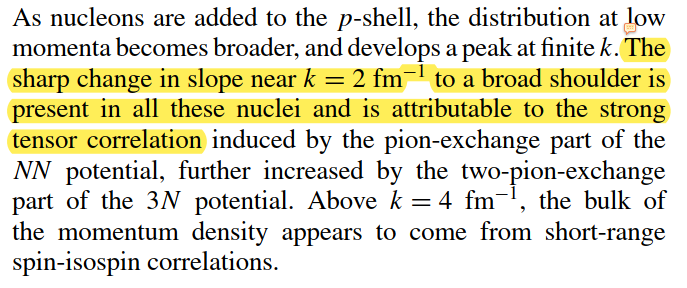 As nucleons are added to the p-shell, the distribution at low
momenta becomes broader, and develops a peak at finite k. The
sharp change in slope near k = 2 fm⁻¹ to a broad shoulder is
present in all these nuclei and is attributable to the strong
tensor correlation induced by the pion-exchange part of the
NN potential, further increased by the two-pion-exchange
part of the 3N potential. Above k = 4 fm⁻¹, the bulk of
the momentum density appears to come from short-range
spin-isospin correlations.